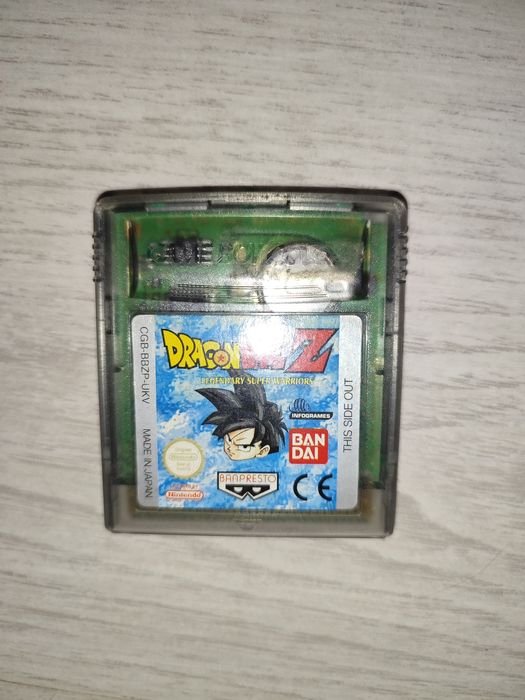 DRAGON BALL Z
LEGENDARY SUPER WARRIORS
INFOGRAMES
BAN
DAI
BANPRESTO
CE
Nintendo
CGB-BBZP-UKV
MADE IN JAPAN
THIS SIDE OUT